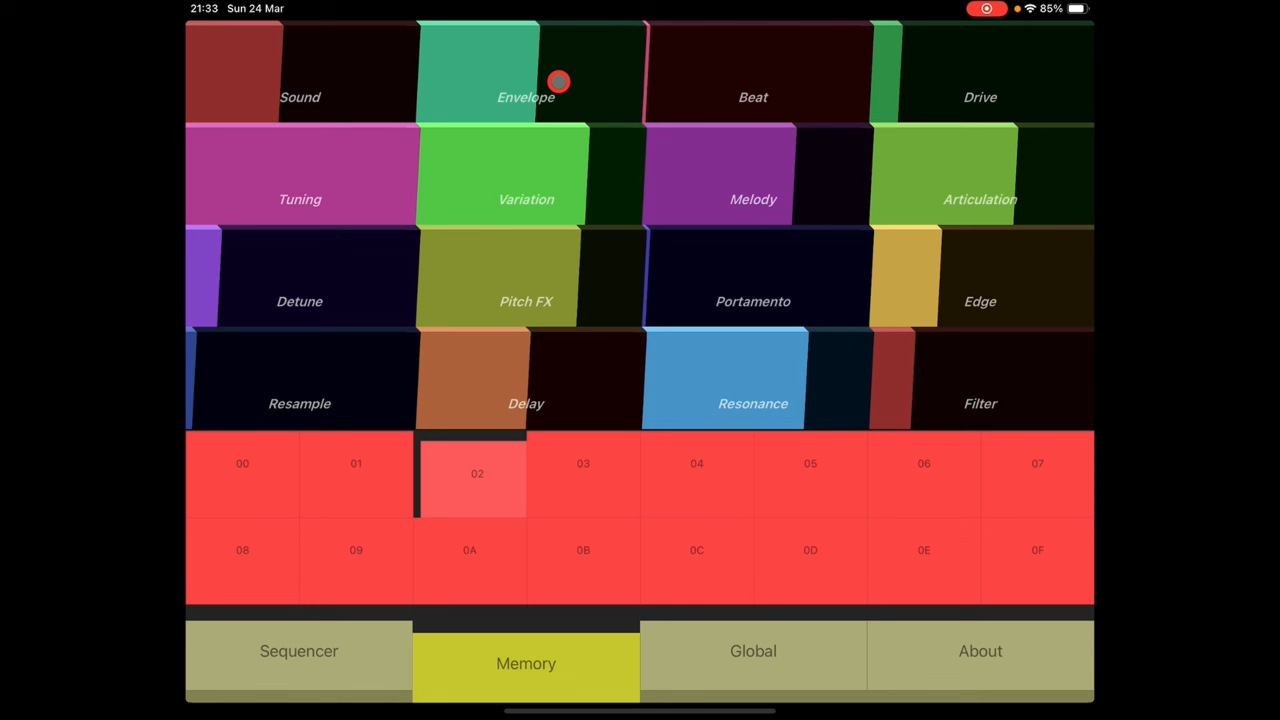 21:33 Sun 24 Mar 85%
Sound Envelope Beat Drive
Tuning Variation Melody Articulation
Detune Pitch FX Portamento Edge
Resample Delay Resonance Filter
00 01 02 03 04 05 06 07
08 09 0A 0B 0C 0D 0E 0F
Sequencer Memory Global About